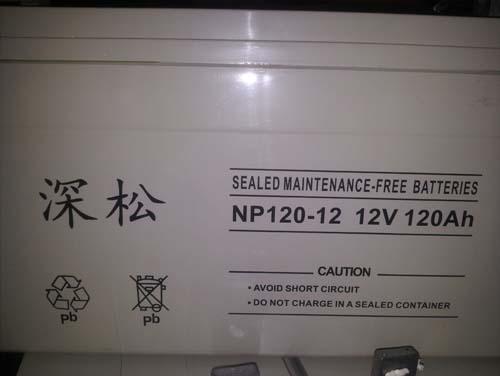 深松
SEALED MAINTENANCE-FREE BATTERIES
NP120-12 12V 120Ah
CAUTION
• AVOID SHORT CIRCUIT
• DO NOT CHARGE IN A SEALED CONTAINER
pb pb